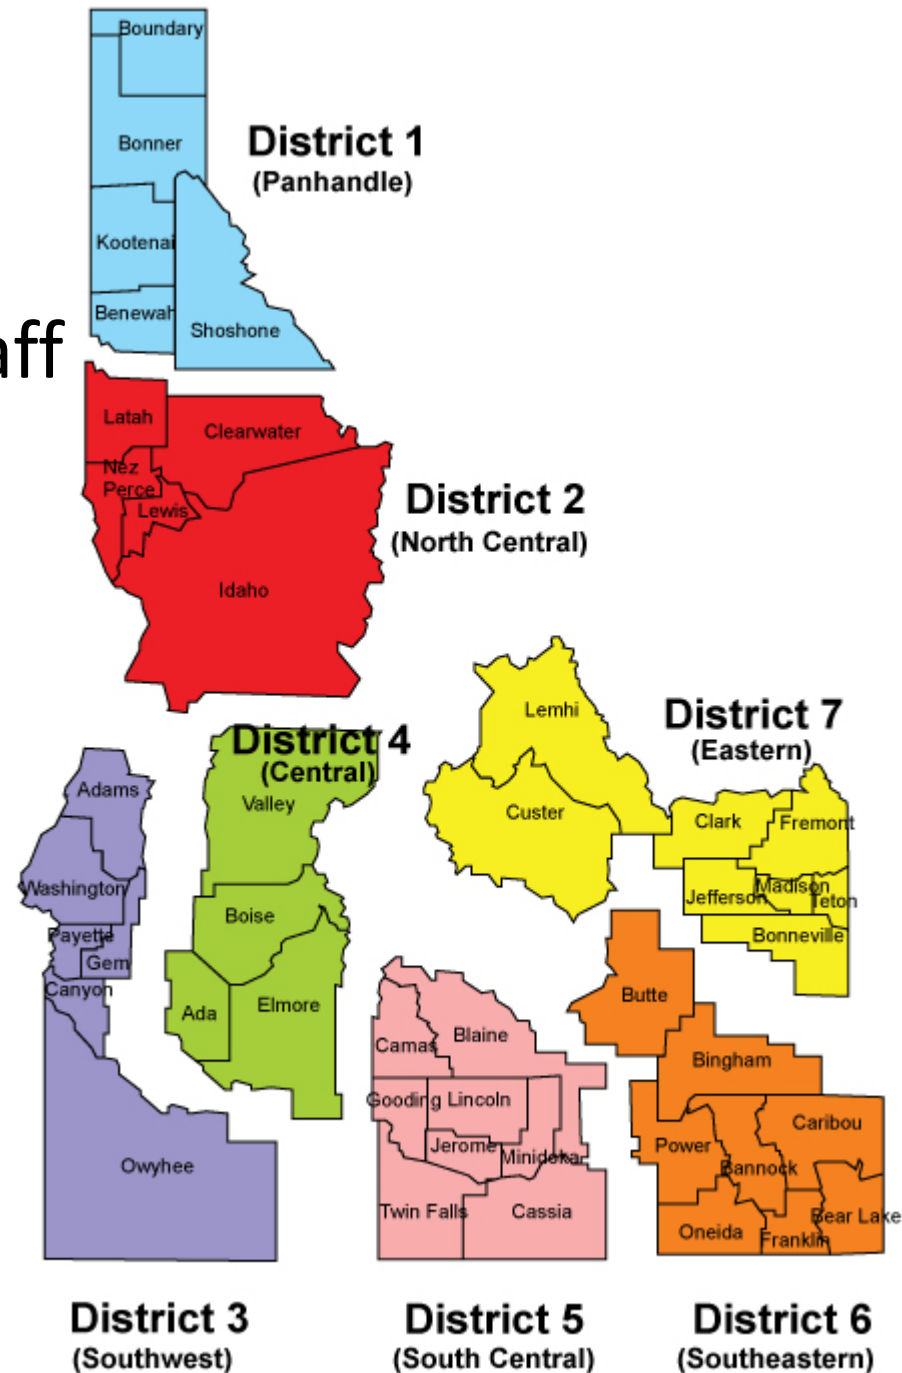 Boundary
Bonner
District 1
(Panhandle)
Kootenai
Benewah
Shoshone
aff
Latah
Clearwater
Nez
Perce
Lewis
District 2
(North Central)
Idaho
Lemhi
District 7
(Eastern)
Custer
Clark
Fremont
Jefferson
Madison
Teton
Bonneville
District 4
(Central)
Valley
Boise
Ada
Elmore
Adams
Washington
Payette
Gem
Canyon
Owyhee
Butte
Bingham
Caribou
Power
Bannock
Bear Lake
Oneida
Franklin
Camas
Blaine
Gooding
Lincoln
Jerome
Minidoka
Twin Falls
Cassia
District 3
(Southwest)
District 5
(South Central)
District 6
(Southeastern)